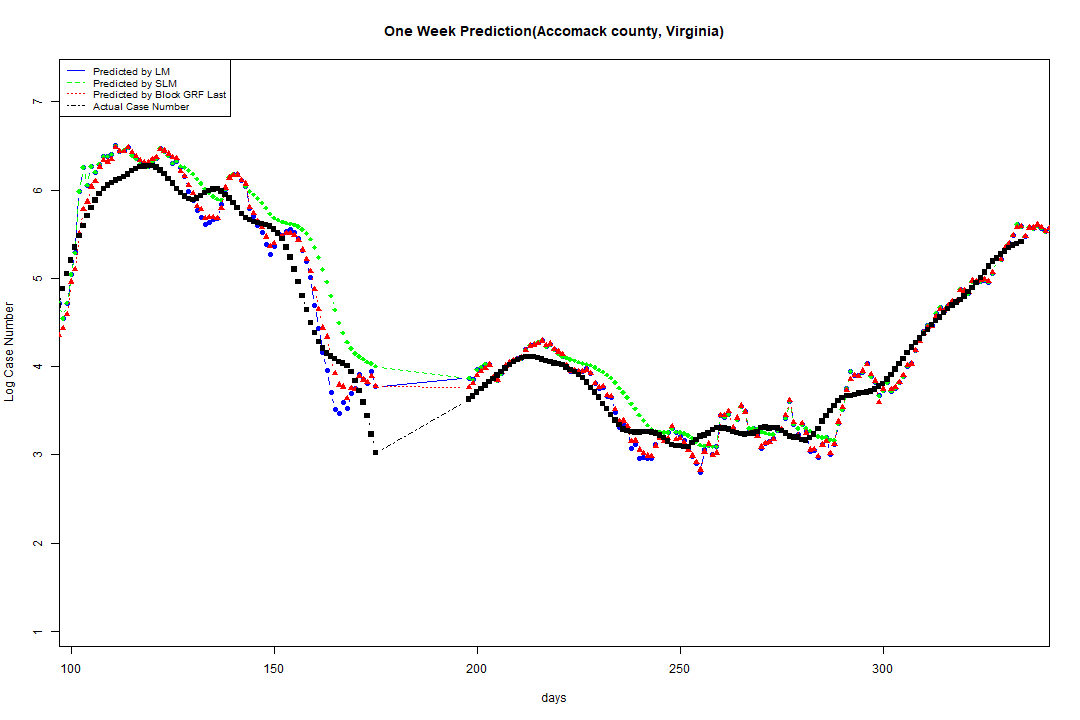 One Week Prediction(Accomack county, Virginia)
Predicted by LM
Predicted by SLM
Predicted by Block GRF Last
Actual Case Number
Log Case Number
7
6
5
4
3
2
1
100 150 200 250 300
days